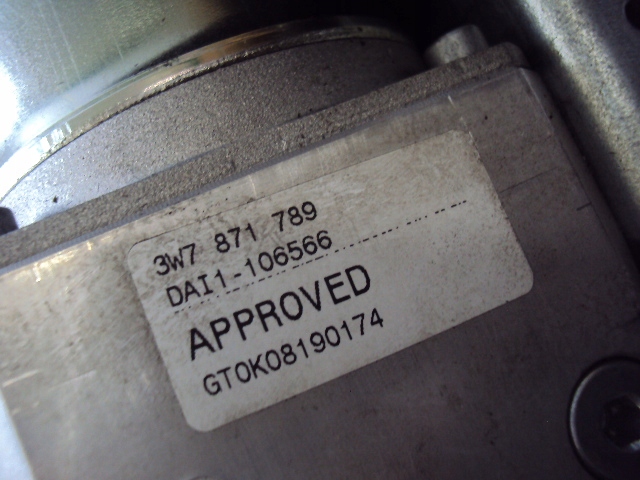 3W7 871 789
DAI1-106566
APPROVED
GT0K08190174